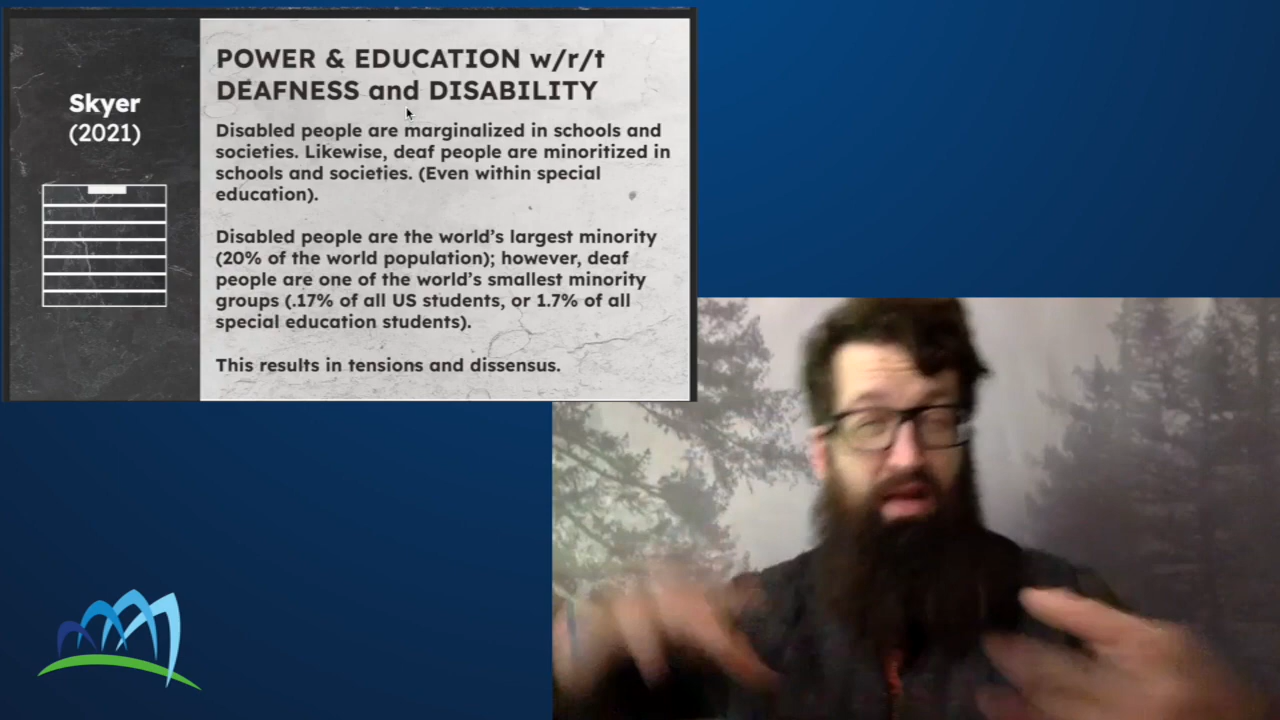 Skyer
(2021)
POWER & EDUCATION w/r/t
DEAFNESS and DISABILITY
Disabled people are marginalized in schools and
societies. Likewise, deaf people are minoritized in
schools and societies. (Even within special
education).
Disabled people are the world’s largest minority
(20% of the world population); however, deaf
people are one of the world’s smallest minority
groups (.17% of all US students, or 1.7% of all
special education students).
This results in tensions and dissensus.